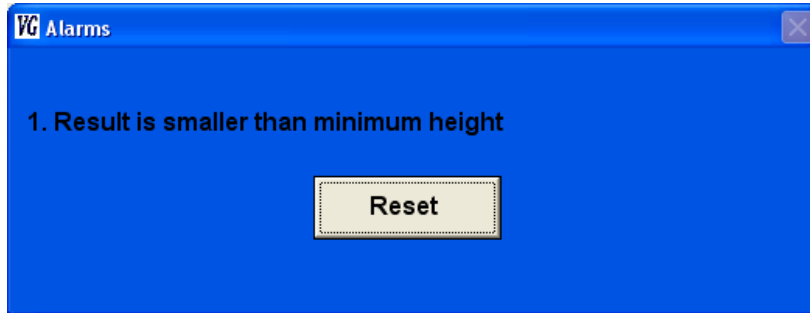 VG Alarms
1. Result is smaller than minimum height
Reset